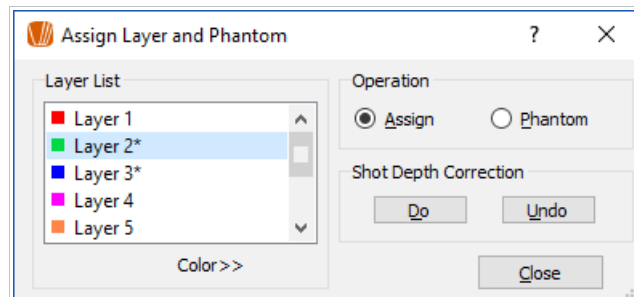 Assign Layer and Phantom ?
Layer List
Layer 1
Layer 2*
Layer 3*
Layer 4
Layer 5
Color>>
Operation
Assign Phantom
Shot Depth Correction
Do Undo
Close